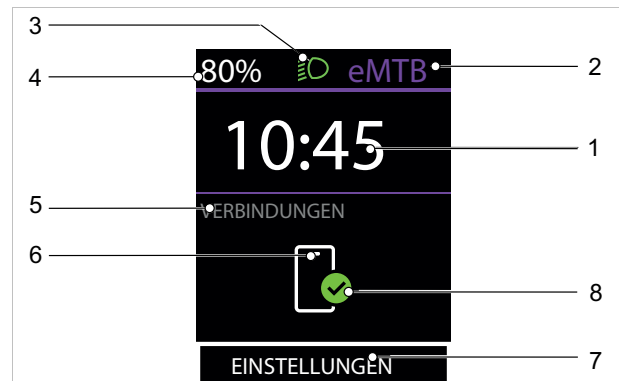 3
4 80% eMTB 2
10:45 1
5 VERBINDUNGEN
6
8
EINSTELLUNGEN 7